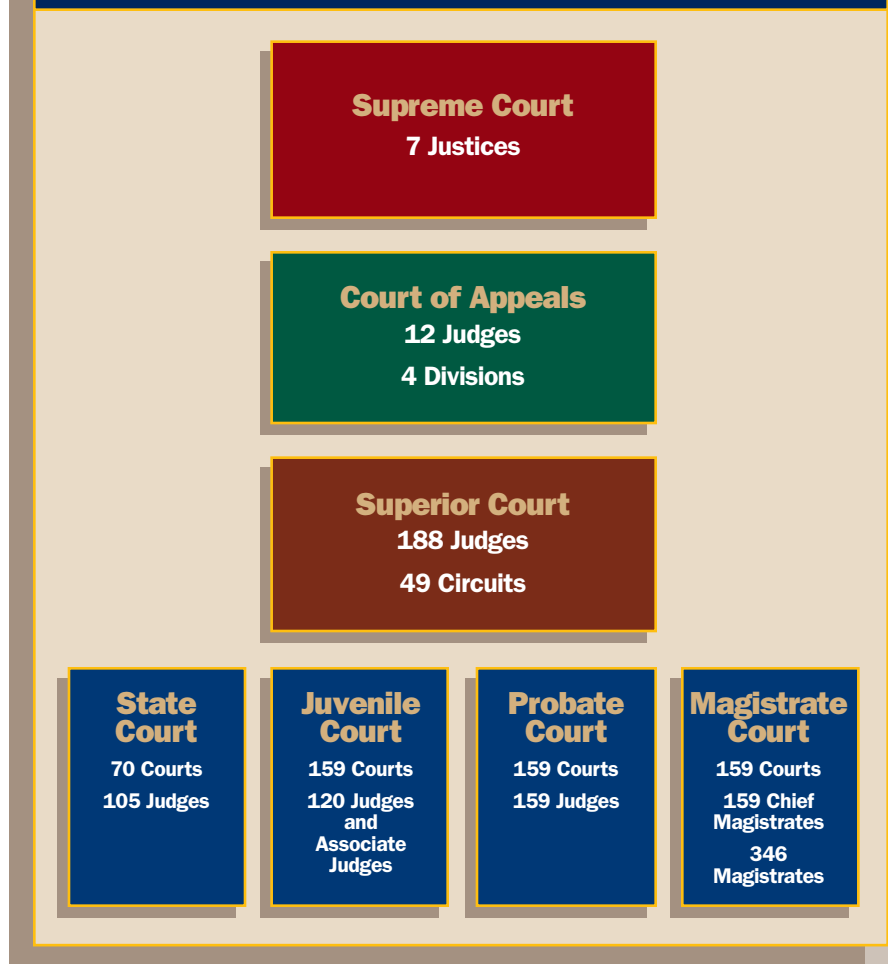 Supreme Court
7 Justices
Court of Appeals
12 Judges
4 Divisions
Superior Court
188 Judges
49 Circuits
State
Court
70 Courts
105 Judges
Juvenile
Court
159 Courts
120 Judges
and
Associate
Judges
Probate
Court
159 Courts
159 Judges
Magistrate
Court
159 Courts
159 Chief
Magistrates
346
Magistrates